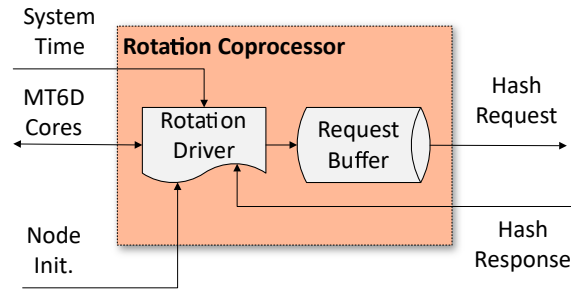 System
Time
Rotation Coprocessor
MT6D
Cores
Rotation
Driver
Request
Buffer
Hash
Request
Node
Init.
Hash
Response